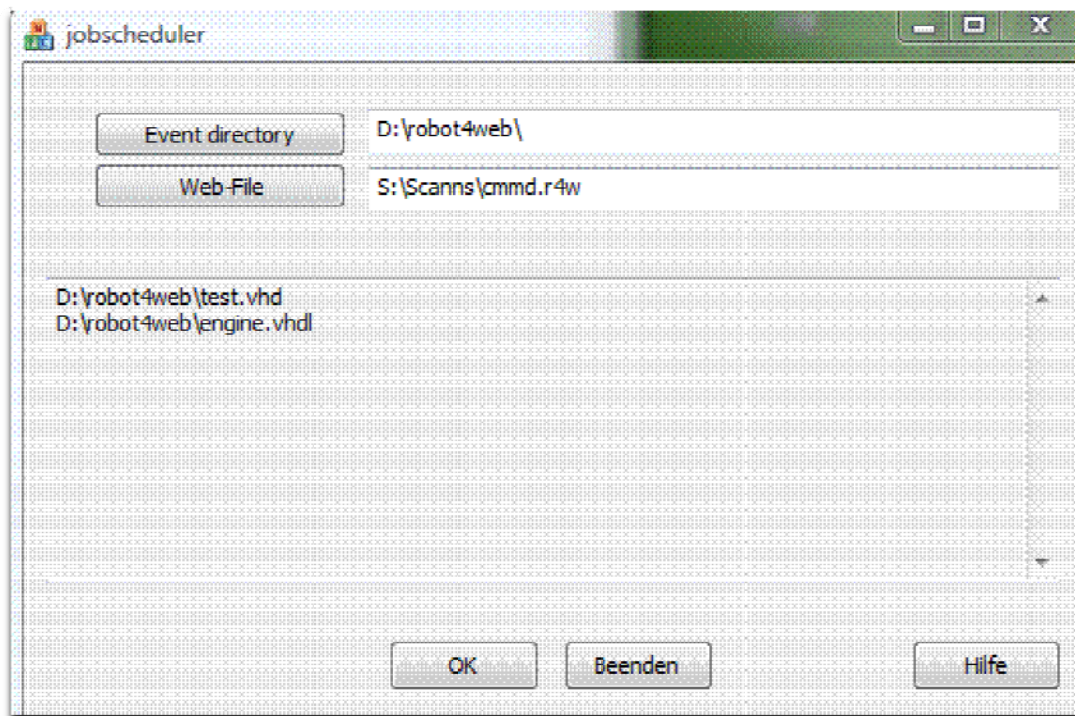 jobscheduler
Event directory D:\robot4web\
Web-File S:\Scanns\cmmd.r4w
D:\robot4web\test.vhd
D:\robot4web\engine.vhdl
OK Beenden Hilfe